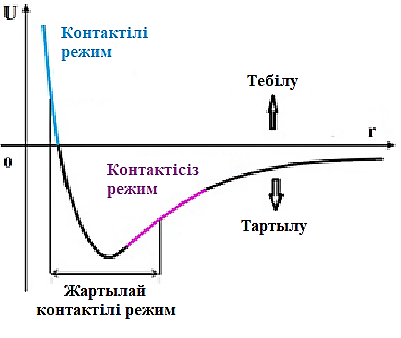 U
Контактілі
режим
Тебілу
r
0
Контактісіз
режим
Тартылу
Жартылай
контактілі режим